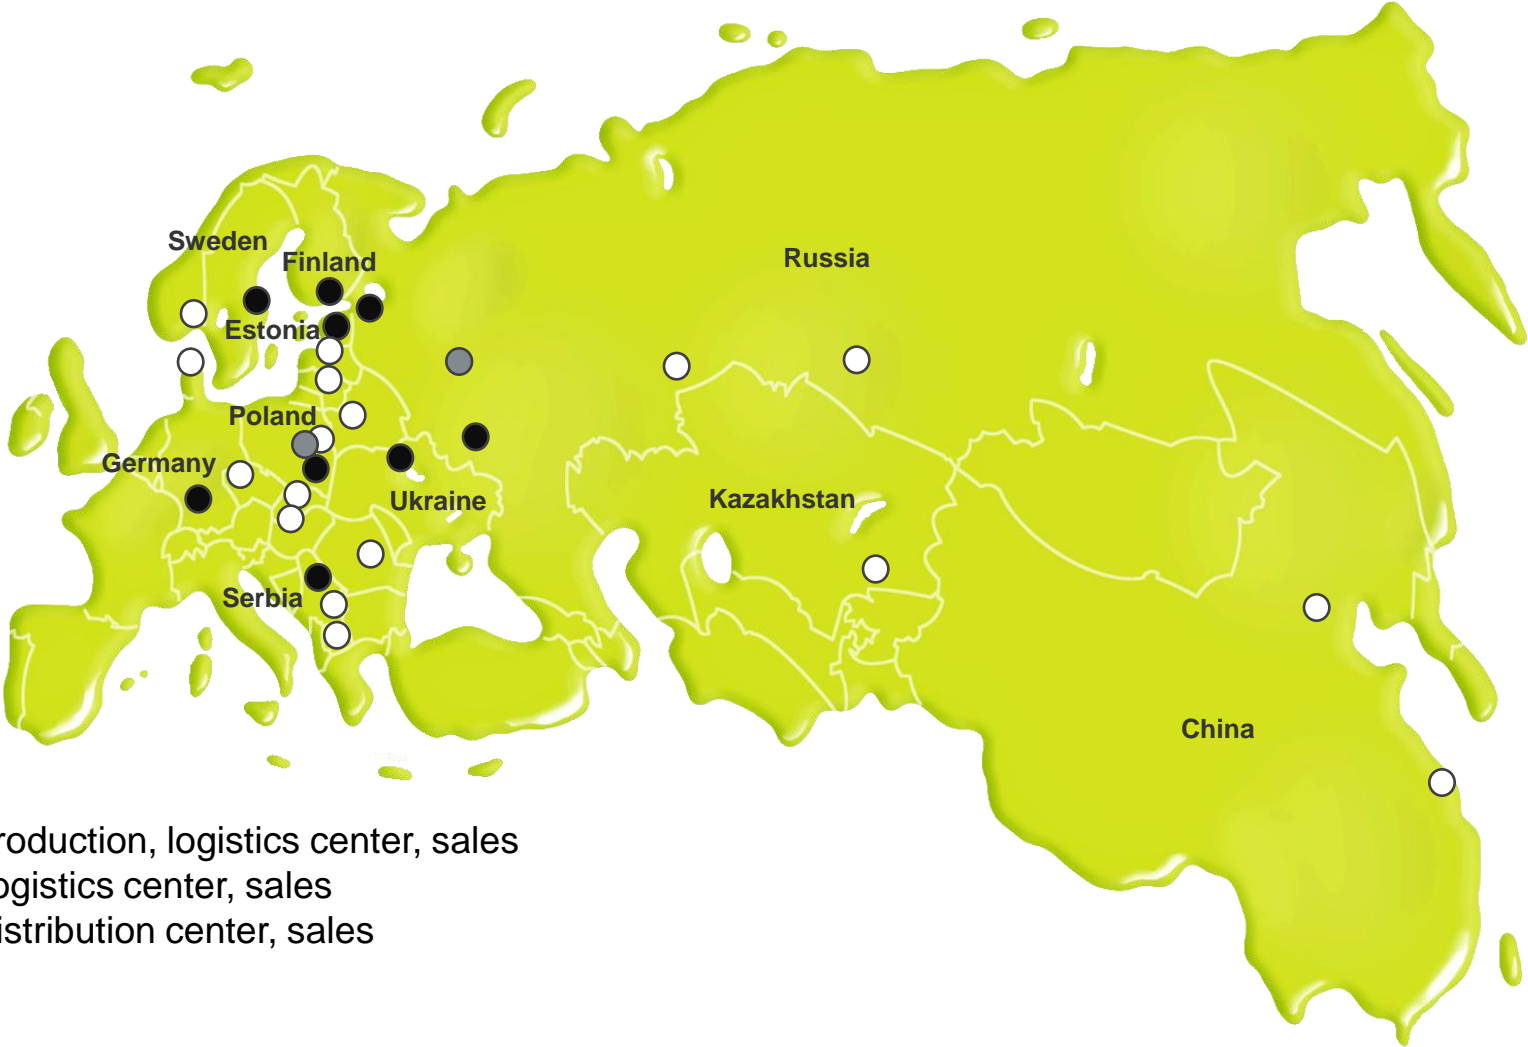 Sweden
Finland
Russia
Estonia
Poland
Germany
Ukraine
Kazakhstan
Serbia
China
roduction, logistics center, sales
ogistics center, sales
istribution center, sales